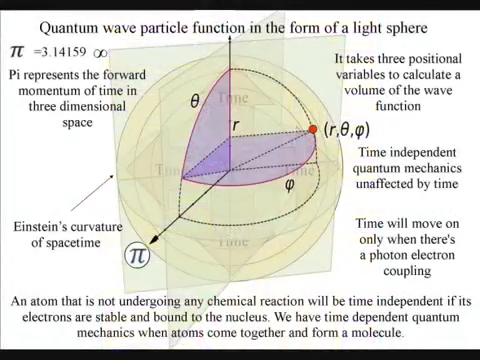 Quantum wave particle function in the form of a light sphere
π =3.14159 ∞
Pi represents the forward
momentum of time in
three dimensional
space
It takes three positional
variables to calculate a
volume of the wave
function
θ
Time
r
(r,θ,φ)
Time
Time
Time independent
quantum mechanics
unaffected by time
φ
Einstein's curvature
of spacetime
Time will move on
only when there's
a photon electron
coupling
Time
π
An atom that is not undergoing any chemical reaction will be time independent if its
electrons are stable and bound to the nucleus. We have time dependent quantum
mechanics when atoms come together and form a molecule.